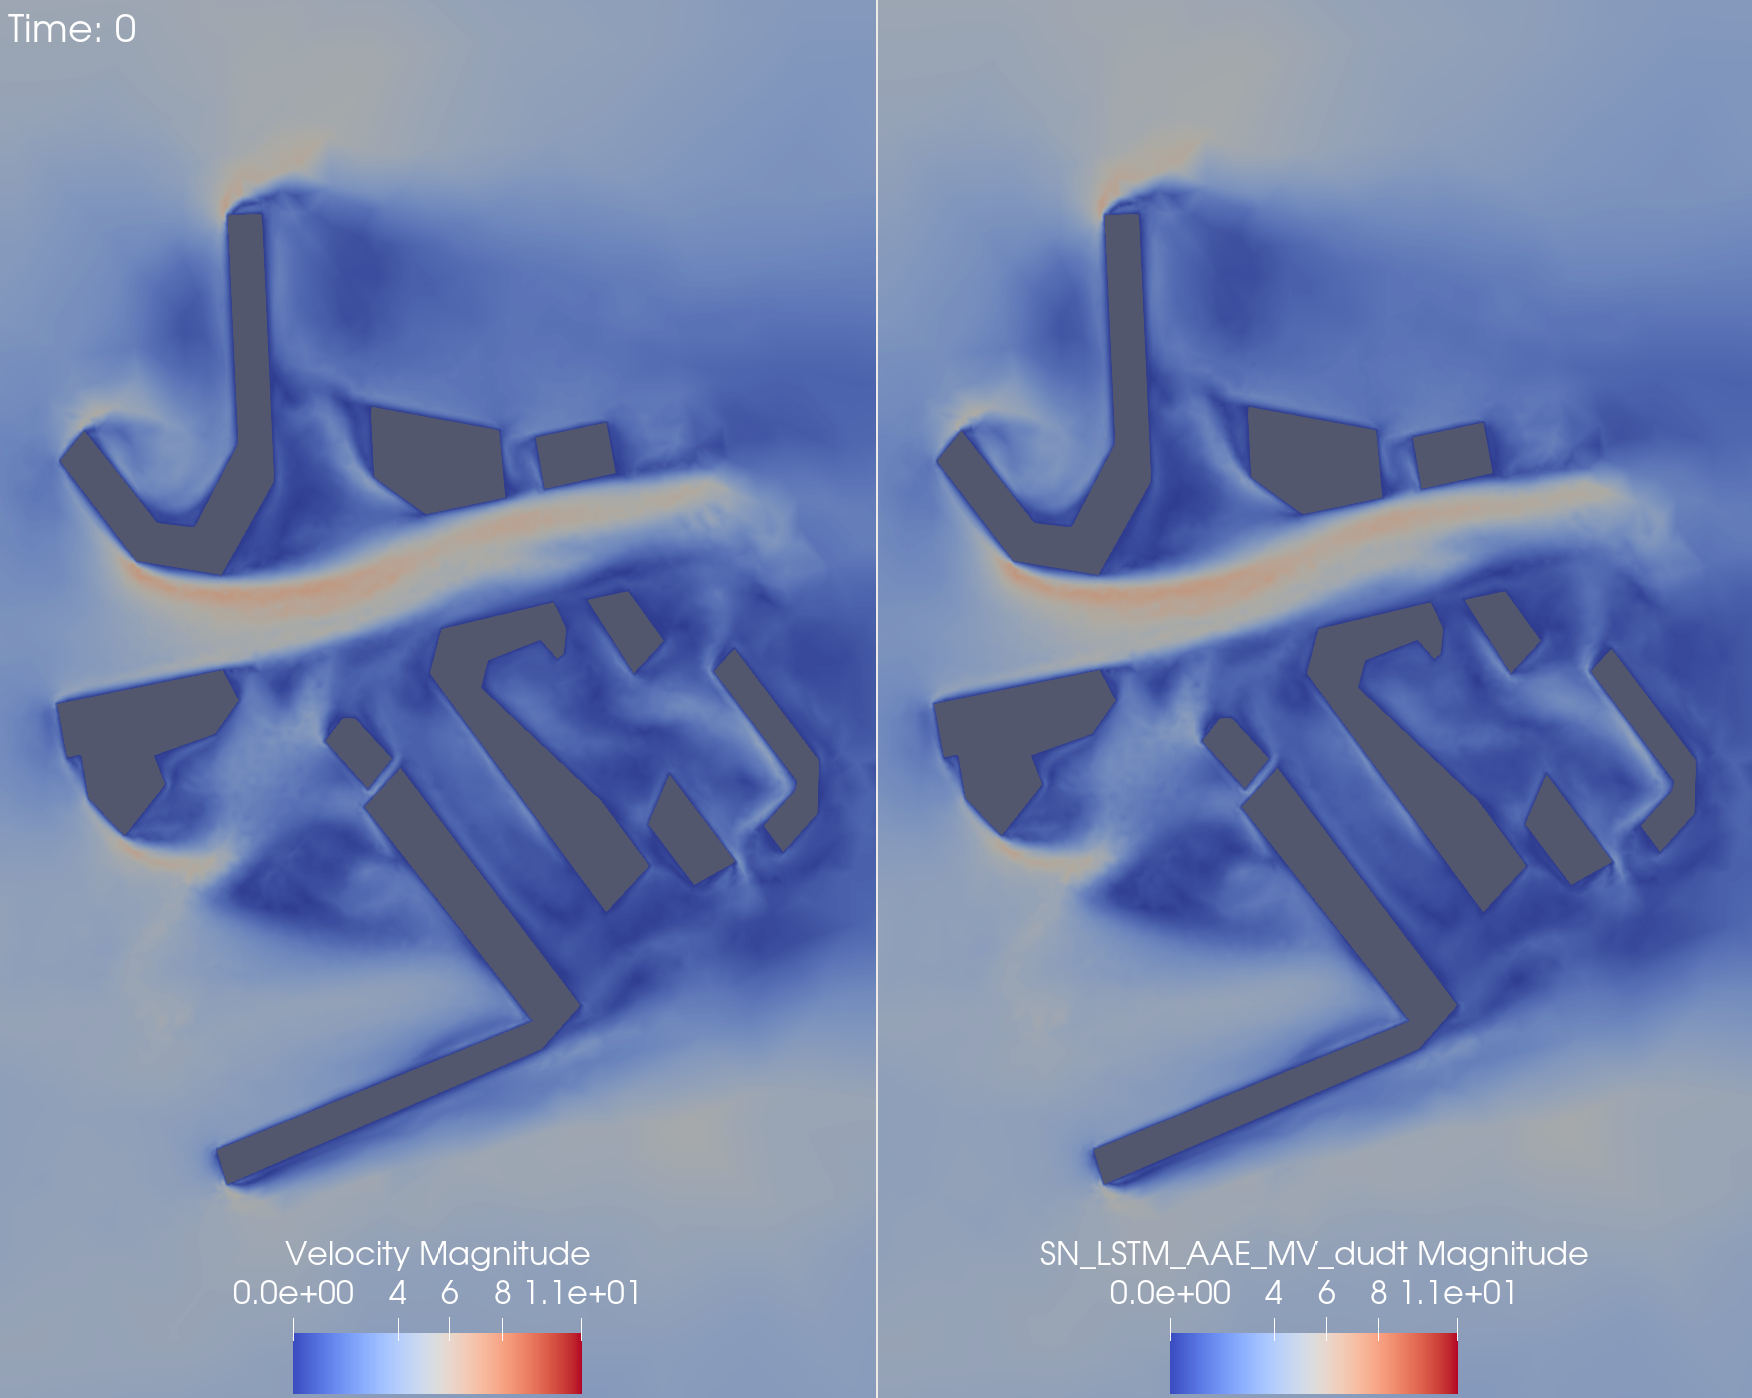 Time: 0
Velocity Magnitude
0.0e+00 4 6 8 1.1e+01
SN_LSTM_AAE_MV_dudt Magnitude
0.0e+00 4 6 8 1.1e+01